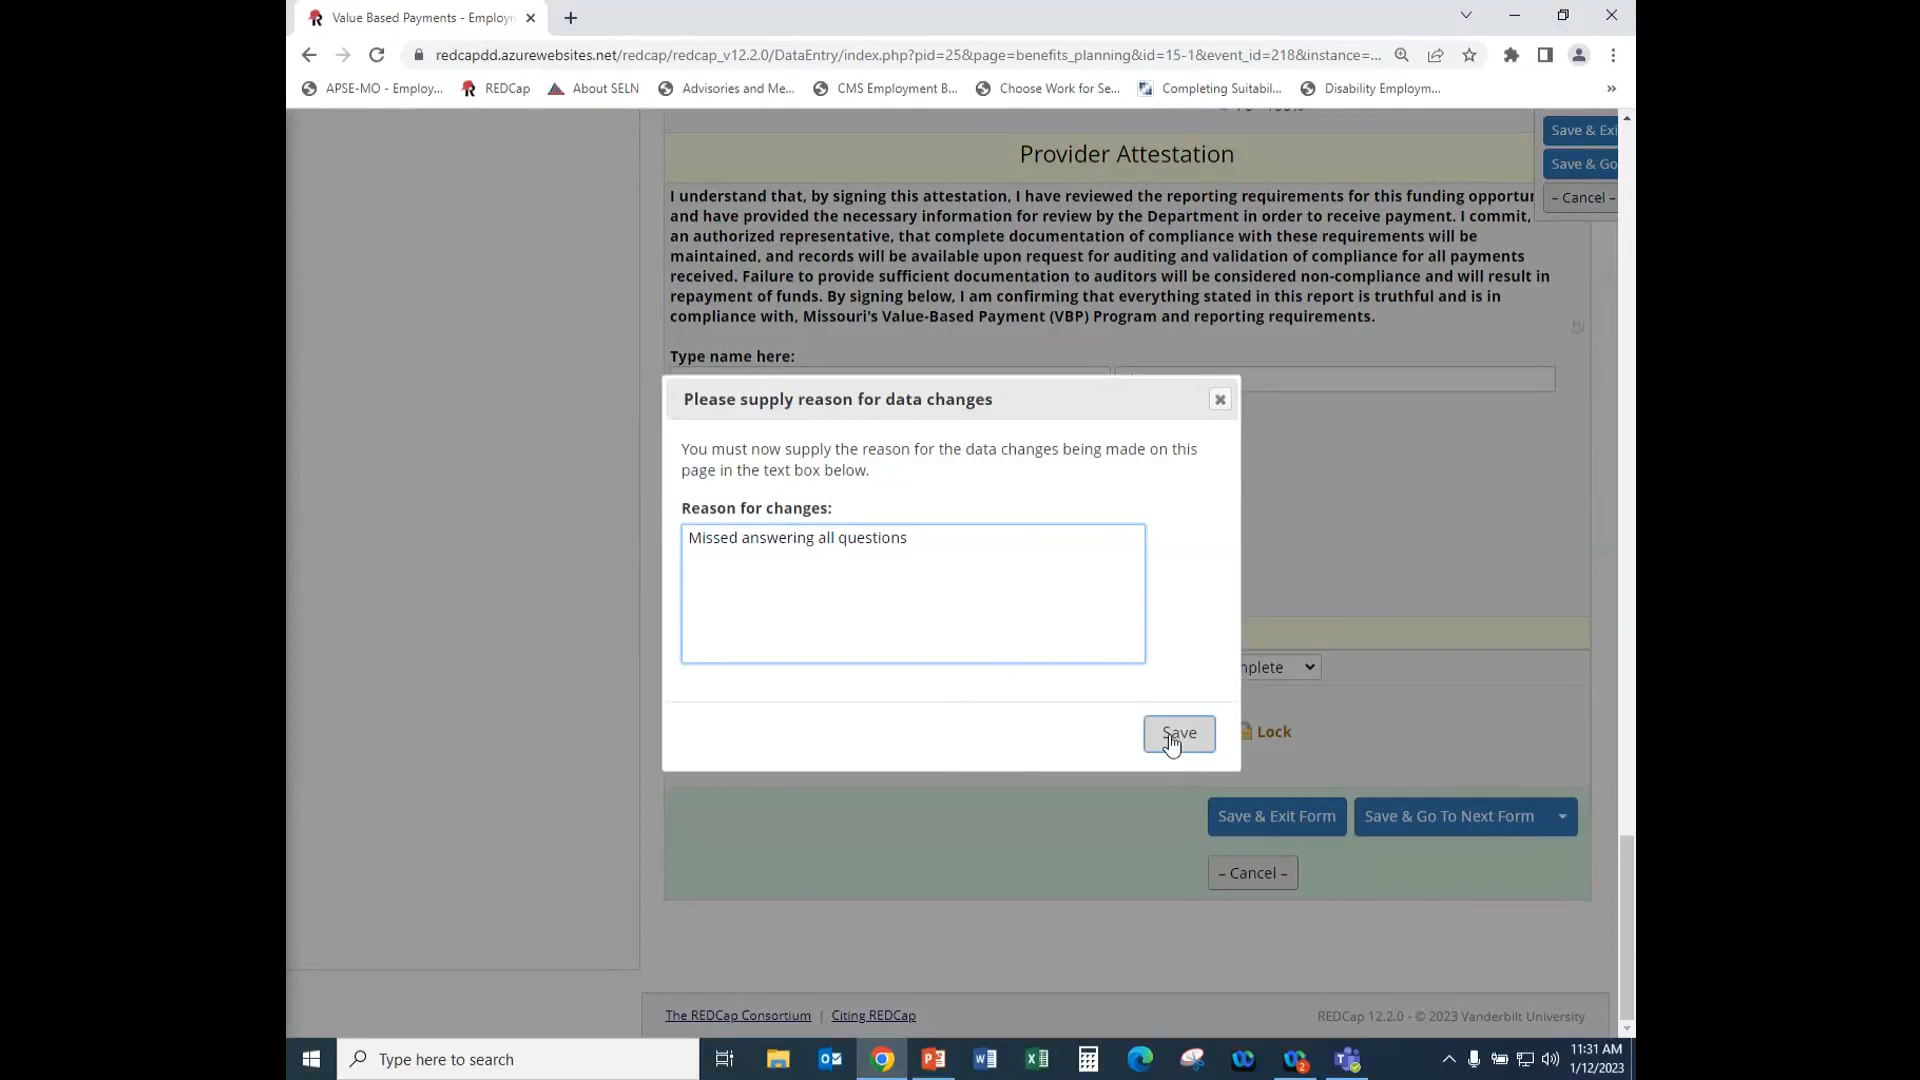 Value Based Payments - Employ
redcapdd.azurewebsites.net/redcap/redcap_v12.2.0/DataEntry/index.php?pid=25&page=benefits_planning&id=15-1&event_id=218&instance=...
APSE-MO - Employ... REDCap About SELN Advisories and Me... CMS Employment B... Choose Work for Se... Completing Suitabil... Disability Employm... »
Save & Exi
Provider Attestation
Save & Go
– Cancel –
I understand that, by signing this attestation, I have reviewed the reporting requirements for this funding opportun
and have provided the necessary information for review by the Department in order to receive payment. I commit,
an authorized representative, that complete documentation of compliance with these requirements will be
maintained, and records will be available upon request for auditing and validation of compliance for all payments
received. Failure to provide sufficient documentation to auditors will be considered non-compliance and will result in
repayment of funds. By signing below, I am confirming that everything stated in this report is truthful and is in
compliance with, Missouri's Value-Based Payment (VBP) Program and reporting requirements.
Type name here:
Please supply reason for data changes
You must now supply the reason for the data changes being made on this
page in the text box below.
Reason for changes:
Missed answering all questions
mplete
Save
Lock
Save & Exit Form Save & Go To Next Form
– Cancel –
The REDCap Consortium | Citing REDCap
REDCap 12.2.0 - © 2023 Vanderbilt University
Type here to search
11:31 AM
1/12/2023